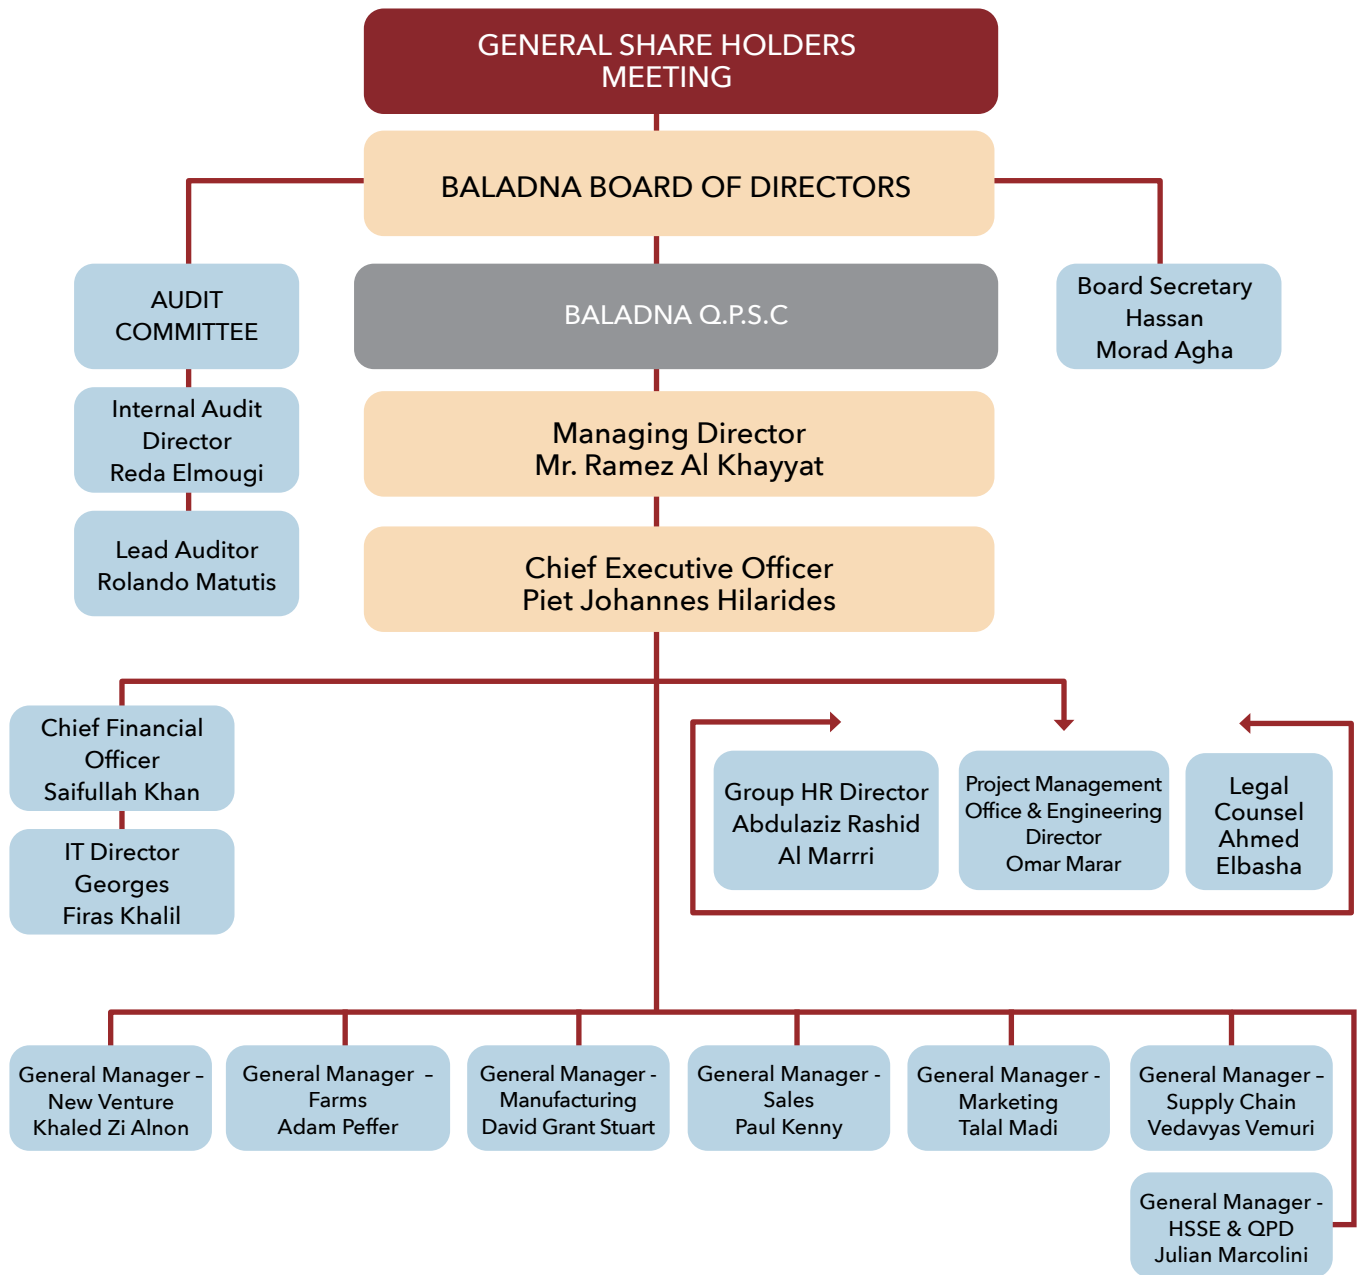 GENERAL SHARE HOLDERS
MEETING
BALADNA BOARD OF DIRECTORS
AUDIT
COMMITTEE
BALADNA Q.P.S.C
Board Secretary
Hassan
Morad Agha
Internal Audit
Director
Reda Elmougi
Managing Director
Mr. Ramez Al Khayyat
Lead Auditor
Rolando Matutis
Chief Executive Officer
Piet Johannes Hilarides
Chief Financial
Officer
Saifullah Khan
IT Director
Georges
Firas Khalil
Group HR Director
Abdulaziz Rashid
Al Marrri
Project Management
Office & Engineering
Director
Omar Marar
Legal
Counsel
Ahmed
Elbasha
General Manager –
New Venture
Khaled Zi Alnon
General Manager –
Farms
Adam Peffer
General Manager -
Manufacturing
David Grant Stuart
General Manager -
Sales
Paul Kenny
General Manager -
Marketing
Talal Madi
General Manager –
Supply Chain
Vedavyas Vemuri
General Manager -
HSSE & QPD
Julian Marcolini